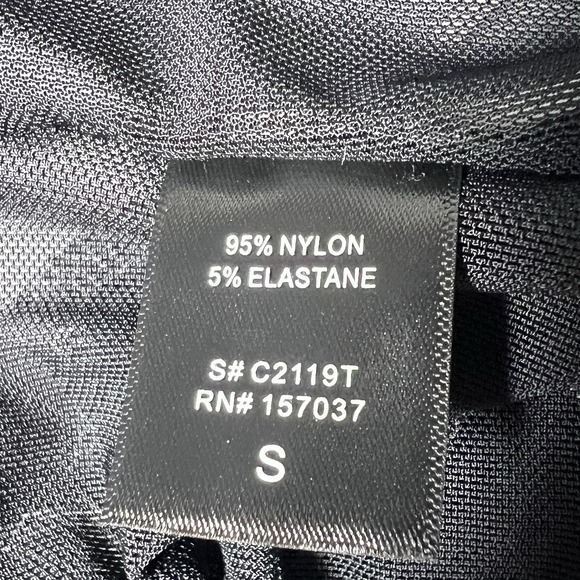 95% NYLON
5% ELASTANE
S# C2119T
RN# 157037
S